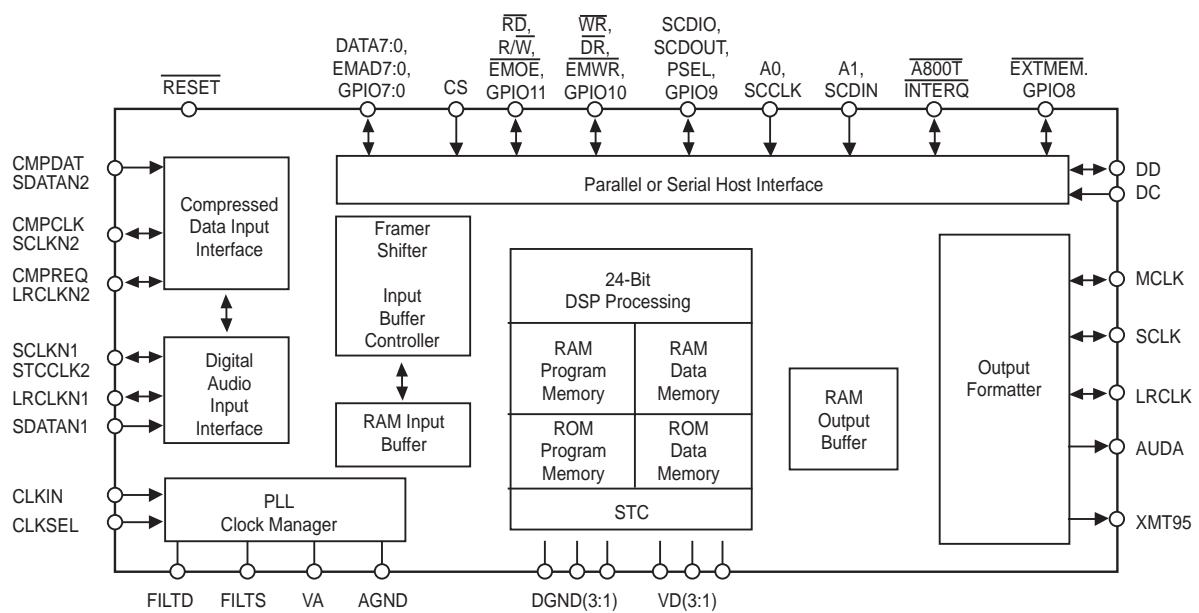 RD,
R/W,
EMOE,
GPIO11
WR,
DR,
EMWR,
GPIO10
SCDIO,
SCDOUT,
PSEL,
GPIO9
DATA7:0,
EMAD7:0,
GPIO7:0
RESET
CS
A0,
SCCLK
A1,
SCDIN
A800T
INTERQ
EXTMEM.
GPIO8
CMPDAT
SDATAN2
CMPCLK
SCLKN2
CMPREQ
LRCLKN2
SCLKN1
STCCLK2
LRCLKN1
SDATAN1
CLKIN
CLKSEL
Compressed
Data Input
Interface
Digital
Audio
Input
Interface
PLL
Clock Manager
Parallel or Serial Host Interface
Framer
Shifter
Input
Buffer
Controller
RAM Input
Buffer
24-Bit
DSP Processing
RAM
Program
Memory
RAM
Data
Memory
ROM
Program
Memory
ROM
Data
Memory
STC
RAM
Output
Buffer
Output
Formatter
DD
DC
MCLK
SCLK
LRCLK
AUDA
XMT95
FILTD
FILTS
VA
AGND
DGND(3:1)
VD(3:1)